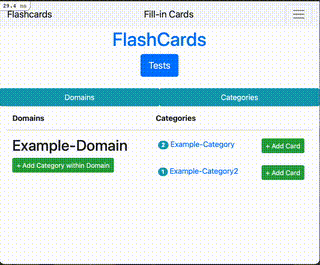 29.4 ms
Flashcards
Fill-in Cards
FlashCards
Tests
Domains
Categories
Domains
Categories
Example-Domain
+ Add Category within Domain
2 Example-Category
+ Add Card
1 Example-Category2
+ Add Card